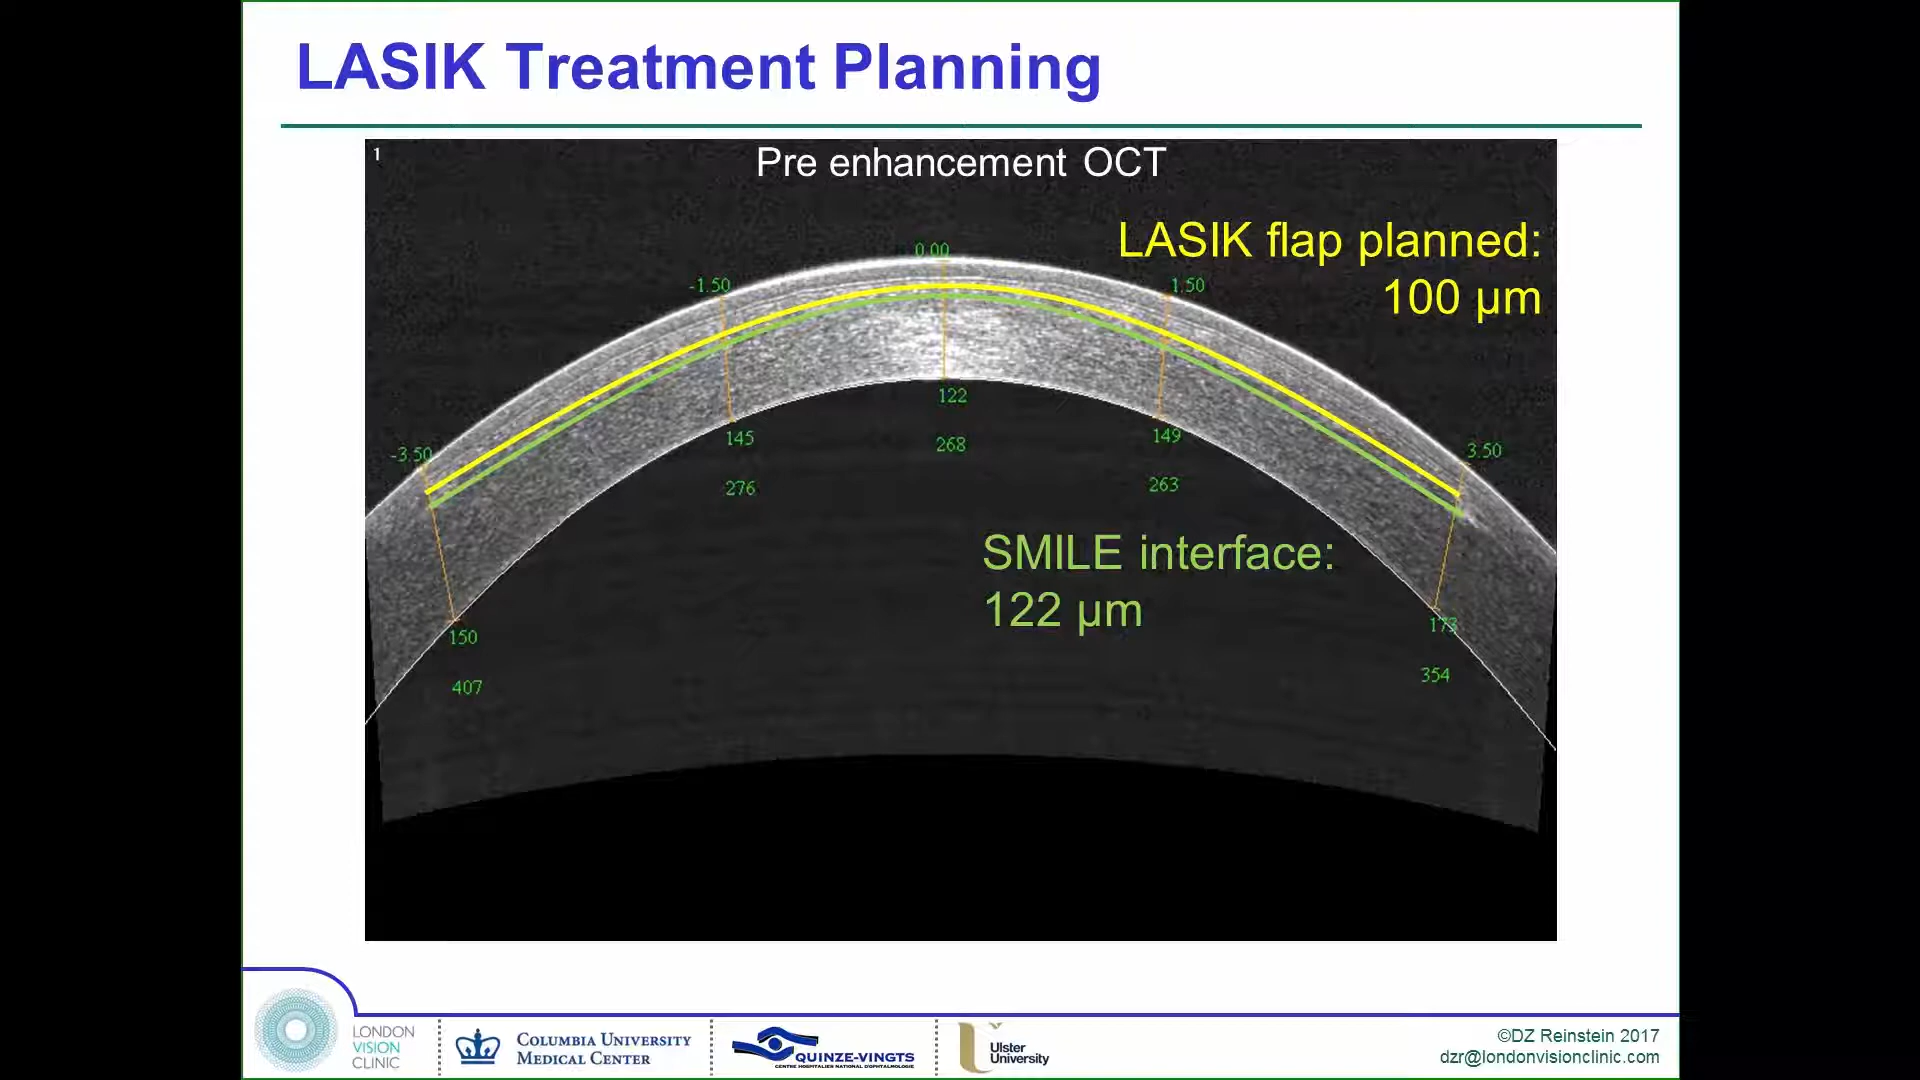 LASIK Treatment Planning
1
Pre enhancement OCT
LASIK flap planned:
100 µm
0.00
-1.50
1.50
-3.50
3.50
122
145
149
268
276
263
SMILE interface:
122 µm
150
173
407
354
LONDON
VISION
CLINIC
COLUMBIA UNIVERSITY
MEDICAL CENTER
QUINZE-VINGTS
CENTRE HOSPITALIER NATIONAL D'OPHTALMOLOGIE
Ulster
University
©DZ Reinstein 2017
dzr@londonvisionclinic.com